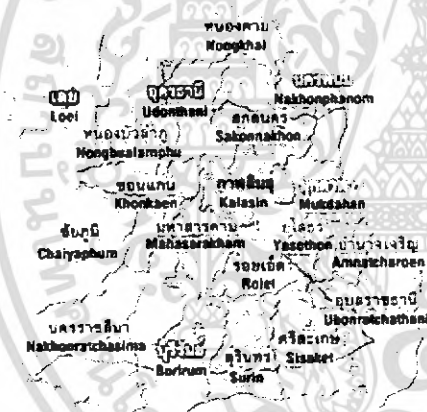 หนองคาย
Nongkhai
เลย
Loei
อุดรธานี
Udonthani
นครพนม
Nakhonphanom
สกลนคร
Sakonnakhon
หนองบัวลำภู
Nongbualamphu
ขอนแก่น
Khonkaen
กาฬสินธุ์
Kalasin
มุกดาหาร
Mukdahan
ชัยภูมิ
Chaiyaphum
มหาสารคาม
Mahasarakham
ยโสธร
Yasothon
อำนาจเจริญ
Amnatcharoen
ร้อยเอ็ด
Roiet
อุบลราชธานี
Ubonratchathani
นครราชสีมา
Nakhonratchasima
บุรีรัมย์
Borirum
สุรินทร์
Surin
ศรีสะเกษ
Sisaket